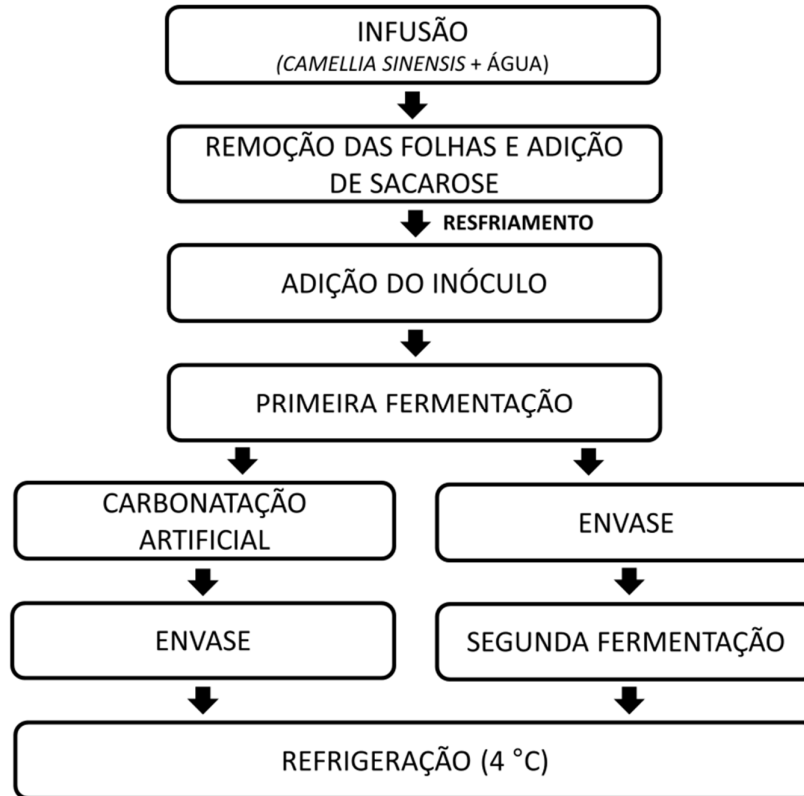 INFUSÃO
(CAMELLIA SINENSIS + ÁGUA)
REMOÇÃO DAS FOLHAS E ADIÇÃO
DE SACAROSE
RESFRIAMENTO
ADIÇÃO DO INÓCULO
PRIMEIRA FERMENTAÇÃO
CARBONATAÇÃO
ARTIFICIAL
ENVASE
ENVASE
SEGUNDA FERMENTAÇÃO
REFRIGERAÇÃO (4 °C)